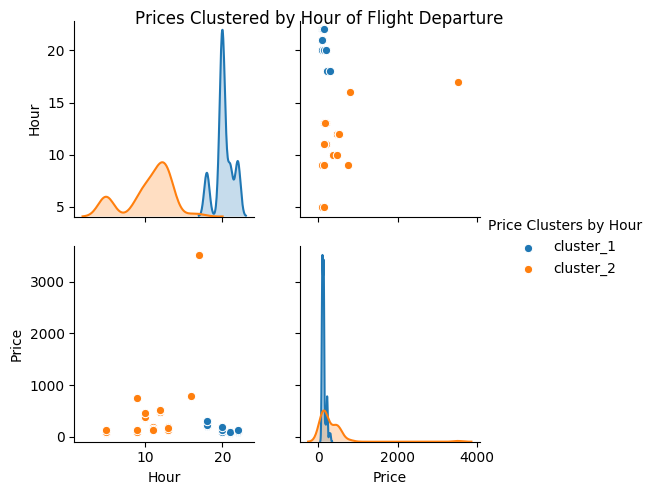 Prices Clustered by Hour of Flight Departure
20
15
10
5
Hour
Price Clusters by Hour
cluster_1
cluster_2
3000
2000
1000
0
Price
10 20
Hour
0 2000 4000
Price